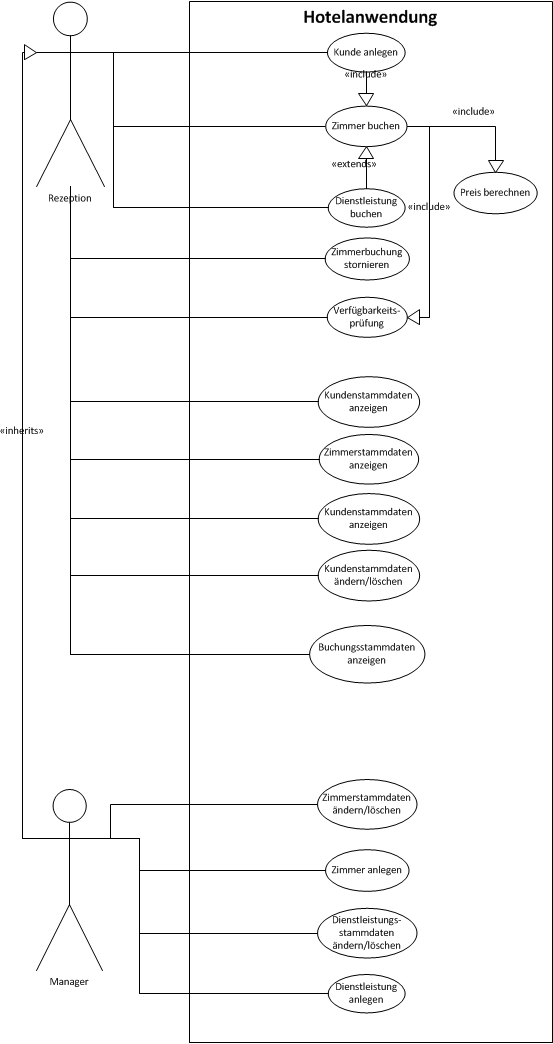 Hotelanwendung
Kunde anlegen
«include»
«include»
Zimmer buchen
«extends»
Preis berechnen
Rezeption
Dienstleistung
buchen
«include»
Zimmerbuchung
stornieren
Verfügbarkeits-
prüfung
Kundenstammdaten
anzeigen
«inherits»
Zimmerstammdaten
anzeigen
Kundenstammdaten
anzeigen
Kundenstammdaten
ändern/löschen
Buchungsstammdaten
anzeigen
Zimmerstammdaten
ändern/löschen
Zimmer anlegen
Dienstleistungs-
stammdaten
ändern/löschen
Manager
Dienstleistung
anlegen